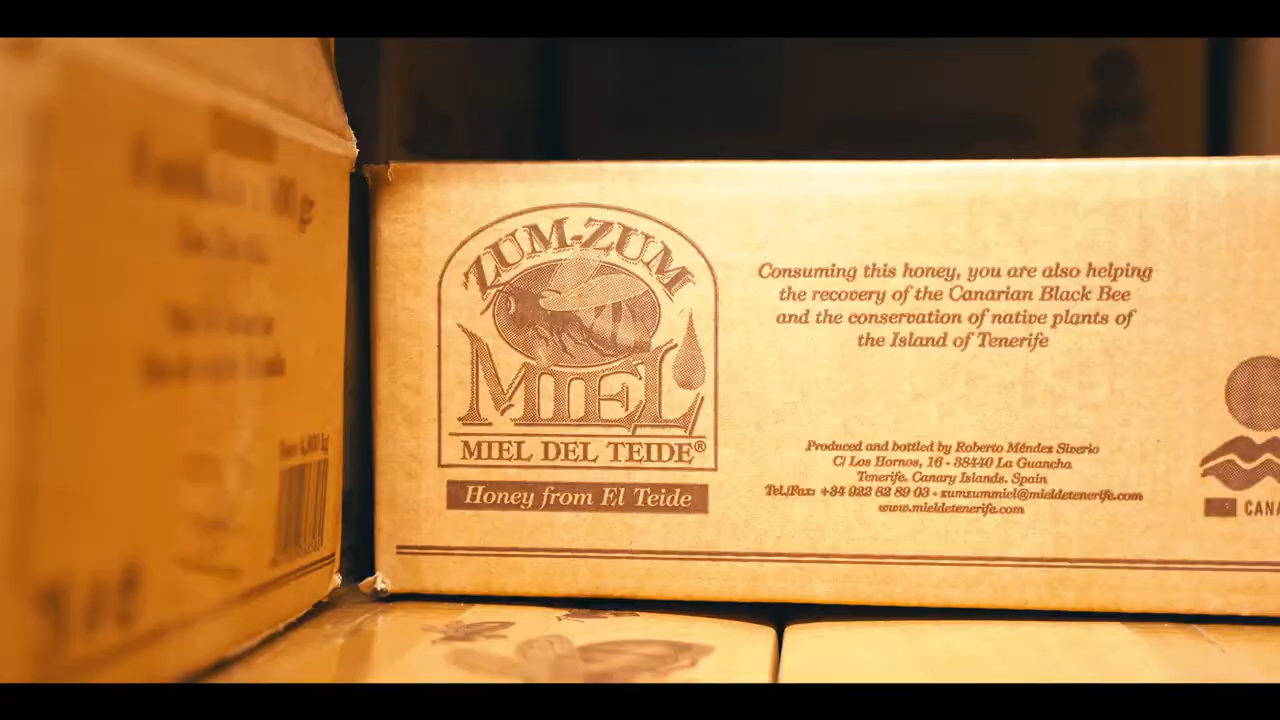 ZUM-ZUM
MIEL
MIEL DEL TEIDE®
Honey from El Teide
Consuming this honey, you are also helping
the recovery of the Canarian Black Bee
and the conservation of native plants of
the Island of Tenerife
Produced and bottled by Roberto Méndez Siverio
C/ Los Hornos, 16 - 38440 La Guancha
Tenerife. Canary Islands. Spain
Tel./Fax: +34 922 82 89 03 - zumzummiel@mieldetenerife.com
www.mieldetenerife.com
CANA
gr
kg